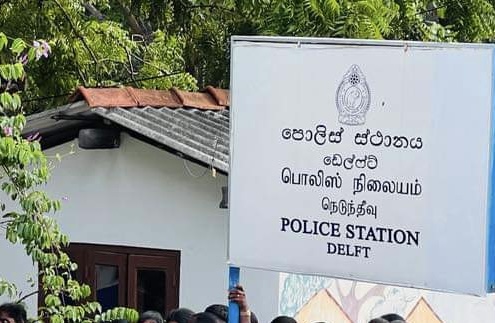 පොලිස් ස්ථානය
ඩෙල්ෆ්ට්
பொலிஸ் நிலையம்
நெடுந்தீவு
POLICE STATION
DELFT